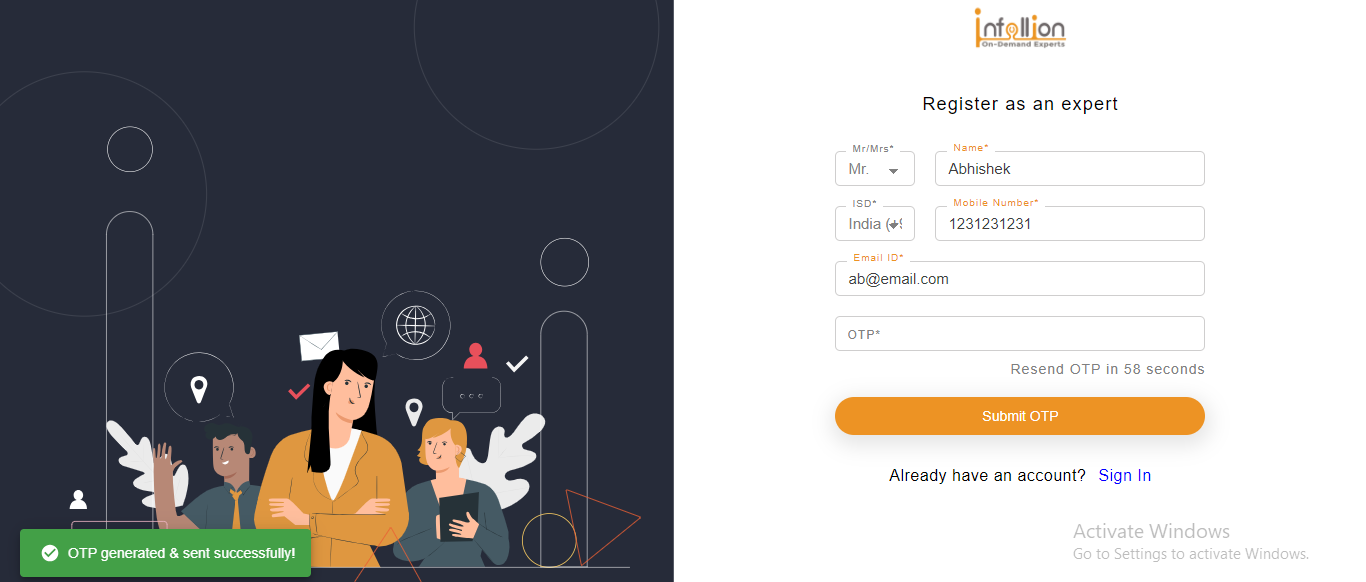 infollion
On-Demand Experts
Register as an expert
Mr/Mrs* Name*
Mr. Abhishek
ISD* Mobile Number*
India (+9 1231231231
Email ID*
ab@email.com
OTP*
Resend OTP in 58 seconds
Submit OTP
Already have an account? Sign In
OTP generated & sent successfully!
Activate Windows
Go to Settings to activate Windows.